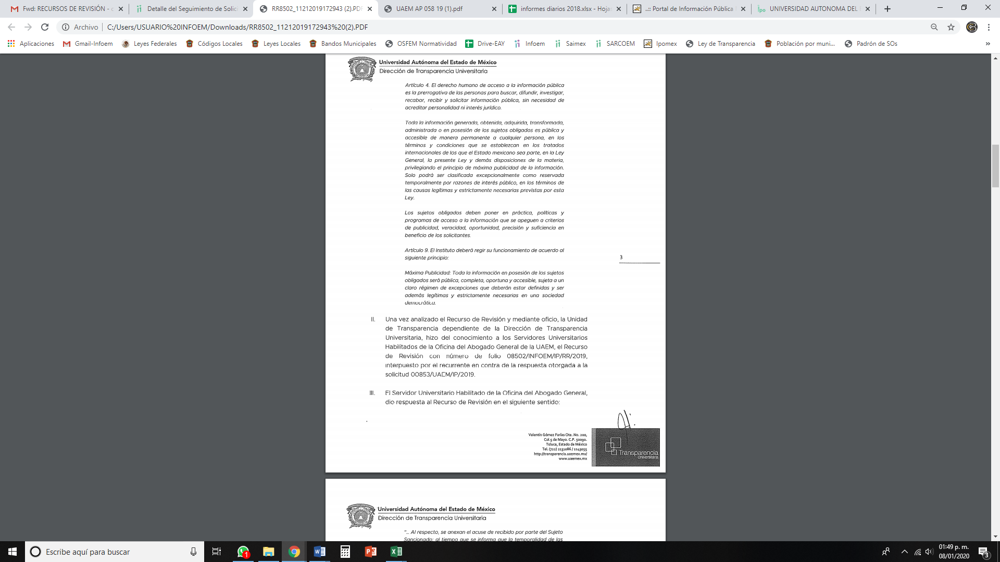 Fwd: RECURSOS DE REVISIÓN - c
Detalle del Seguimiento de Solici
RR8502_11212019172943 (2).PDF
UAEM AP 058 19 (1).pdf
informes diarios 2018.xlsx - Hoja
..:: Portal de Información Pública
UNIVERSIDAD AUTONOMA DEL
Archivo
C:/Users/USUARIO%20INFOEM/Downloads/RR8502_11212019172943%20(2).PDF
Aplicaciones
Gmail-Infoem
Leyes Federales
Códigos Locales
Leyes Locales
Bandos Municipales
OSFEM Normatividad
Drive-EAY
Infoem
Saimex
SARCOEM
Ipomex
Ley de Transparencia
Población por muni...
Padrón de SOs
»
Universidad Autónoma del Estado de México
Dirección de Transparencia Universitaria
Artículo 4. El derecho humano de acceso a la información pública
es la prerrogativa de las personas para buscar, difundir, investigar,
recabar, recibir y solicitar información pública, sin necesidad de
acreditar personalidad ni interés jurídico.
Toda la información generada, obtenida, adquirida, transformada,
administrada o en posesión de los sujetos obligados es pública y
accesible de manera permanente a cualquier persona, en los
términos y condiciones que se establezcan en los tratados
internacionales de los que el Estado mexicano sea parte, en la Ley
General, la presente Ley y demás disposiciones de la materia,
privilegiando el principio de máxima publicidad de la información.
Solo podrá ser clasificada excepcionalmente como reservada
temporalmente por razones de interés público, en los términos de
las causas legítimas y estrictamente necesarias previstas por esta
Ley.
Los sujetos obligados deben poner en práctica, políticas y
programas de acceso a la información que se apeguen a criterios
de publicidad, veracidad, oportunidad, precisión y suficiencia en
beneficio de los solicitantes.
Artículo 9. El Instituto deberá regir su funcionamiento de acuerdo al
siguiente principio:
3
Máxima Publicidad: Toda la información en posesión de los sujetos
obligados será pública, completa, oportuna y accesible, sujeta a un
claro régimen de excepciones que deberán estar definidas y ser
además legítimas y estrictamente necesarias en una sociedad
democrática.
II. Una vez analizado el Recurso de Revisión y mediante oficio, la Unidad
de Transparencia dependiente de la Dirección de Transparencia
Universitaria, hizo del conocimiento a los Servidores Universitarios
Habilitados de la Oficina del Abogado General de la UAEM, el Recurso
de Revisión con número de folio 08502/INFOEM/IP/RR/2019,
interpuesto por el recurrente en contra de la respuesta otorgada a la
solicitud 00853/UAEM/IP/2019.
III. El Servidor Universitario Habilitado de la Oficina del Abogado General,
dio respuesta al Recurso de Revisión en el siguiente sentido:
Valentín Gómez Farías Ote. No. 200,
Col. 5 de Mayo. C.P. 50090.
Toluca, Estado de México
Tel. (722) 2131086 / 2143055
http://transparencia.uaemex.mx/
www.uaemex.mx
Transparencia
Universitaria
Universidad Autónoma del Estado de México
Dirección de Transparencia Universitaria
"... Al respecto, se anexan el acuse de recibido por parte del Sujeto
Sancionado; al tiempo que se informa que la temporalidad de las
Escribe aquí para buscar
1
01:49 p. m.
08/01/2020
3